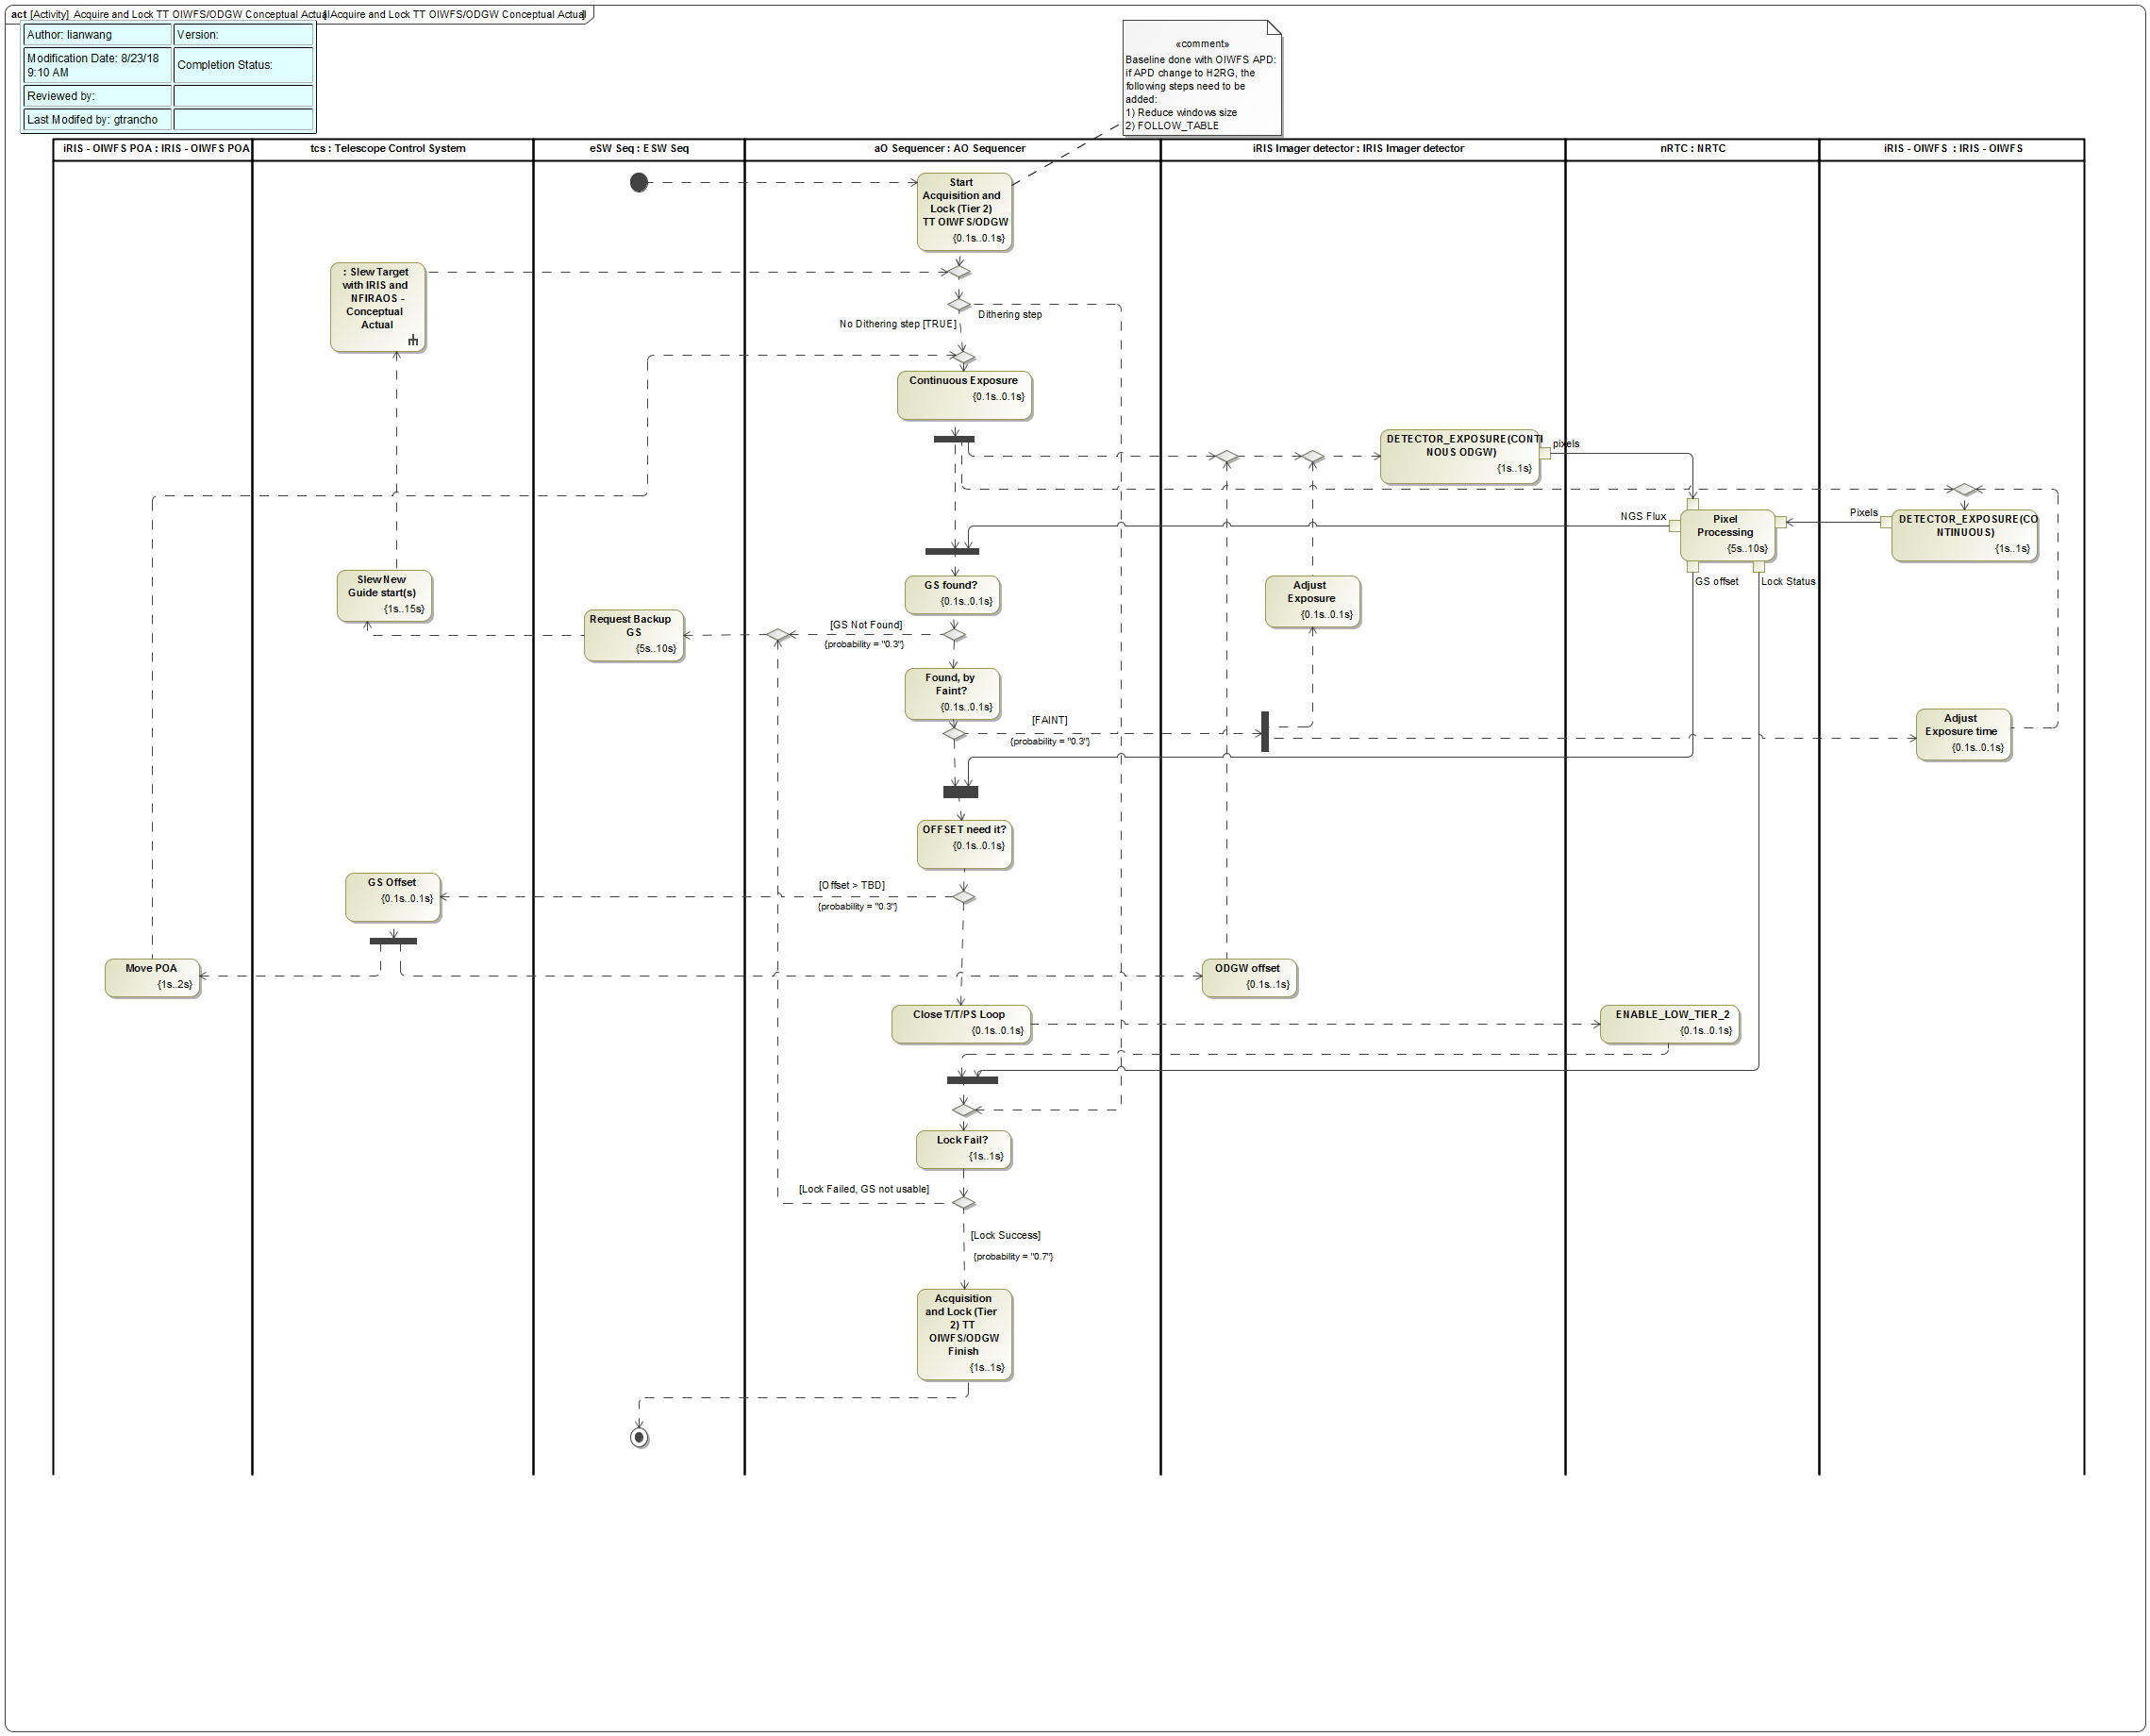 act [Activity] Acquire and Lock TT OIWFS/ODGW Conceptual Actual[ Acquire and Lock TT OIWFS/ODGW Conceptual Actual ]
Author: lianwang
Version:
Modification Date: 8/23/18
9:10 AM
Completion Status:
Reviewed by:
Last Modifed by: gtrancho
«comment»
Baseline done with OIWFS APD:
if APD change to H2RG, the
following steps need to be
added:
1) Reduce windows size
2) FOLLOW_TABLE
iRIS - OIWFS POA : IRIS - OIWFS POA
tcs : Telescope Control System
eSW Seq : ESW Seq
aO Sequencer : AO Sequencer
iRIS Imager detector : IRIS Imager detector
nRTC : NRTC
iRIS - OIWFS : IRIS - OIWFS
Start
Acquisition and
Lock (Tier 2)
TT OIWFS/ODGW
{0.1s..0.1s}
: Slew Target
with IRIS and
NFIRAOS -
Conceptual
Actual
Dithering step
No Dithering step [TRUE]
Continuous Exposure
{0.1s..0.1s}
DETECTOR_EXPOSURE(CONTI
NOUS ODGW)
{1s..1s}
pixels
NGS Flux
Pixel
Processing
{5s..10s}
Pixels
DETECTOR_EXPOSURE(CO
NTINUOUS)
{1s..1s}
GS offset
Lock Status
Slew New
Guide start(s)
{1s..15s}
GS found?
{0.1s..0.1s}
Adjust
Exposure
{0.1s..0.1s}
Request Backup
GS
{5s..10s}
[GS Not Found]
{probability = "0.3"}
Found, by
Faint?
{0.1s..0.1s}
[FAINT]
{probability = "0.3"}
Adjust
Exposure time
{0.1s..0.1s}
OFFSET need it?
{0.1s..0.1s}
GS Offset
{0.1s..0.1s}
[Offset > TBD]
{probability = "0.3"}
Move POA
{1s..2s}
ODGW offset
{0.1s..1s}
Close T/T/PS Loop
{0.1s..0.1s}
ENABLE_LOW_TIER_2
{0.1s..0.1s}
Lock Fail?
{1s..1s}
[Lock Failed, GS not usable]
[Lock Success]
{probability = "0.7"}
Acquisition
and Lock (Tier
2) TT
OIWFS/ODGW
Finish
{1s..1s}